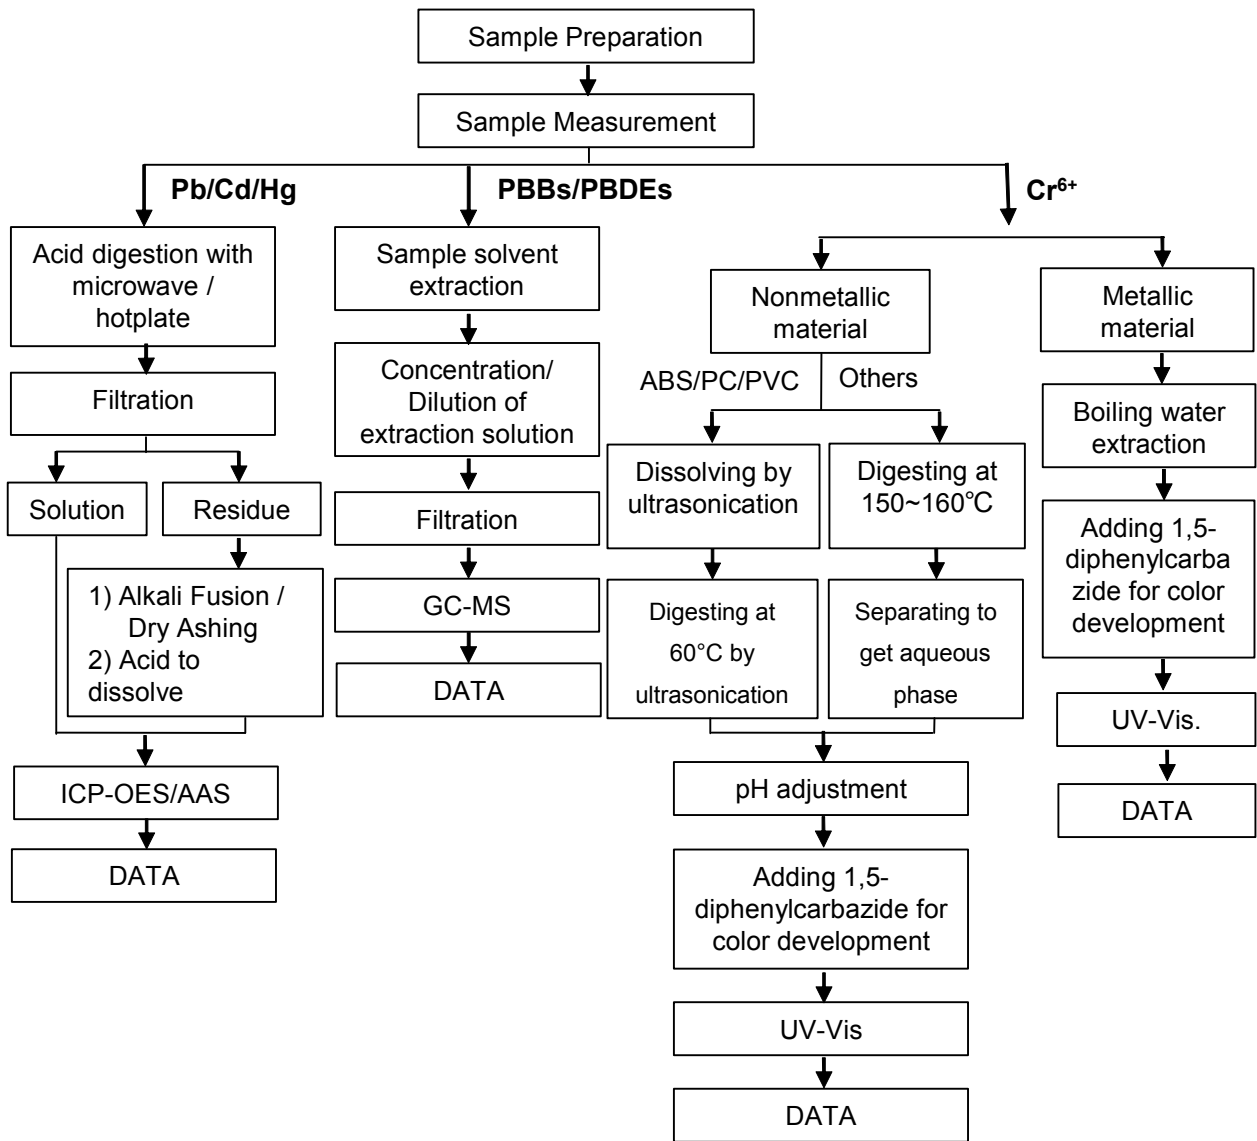 Sample Preparation
Sample Measurement
Pb/Cd/Hg
PBBs/PBDEs
Cr⁶⁺
Acid digestion with
microwave /
hotplate
Filtration
Solution
Residue
1) Alkali Fusion /
Dry Ashing
2) Acid to
dissolve
ICP-OES/AAS
DATA
Sample solvent
extraction
Concentration/
Dilution of
extraction solution
Filtration
GC-MS
DATA
Nonmetallic
material
ABS/PC/PVC
Others
Dissolving by
ultrasonication
Digesting at
60°C by
ultrasonication
Digesting at
150~160℃
Separating to
get aqueous
phase
pH adjustment
Adding 1,5-
diphenylcarbazide for
color development
UV-Vis
DATA
Metallic
material
Boiling water
extraction
Adding 1,5-
diphenylcarba
zide for color
development
UV-Vis.
DATA